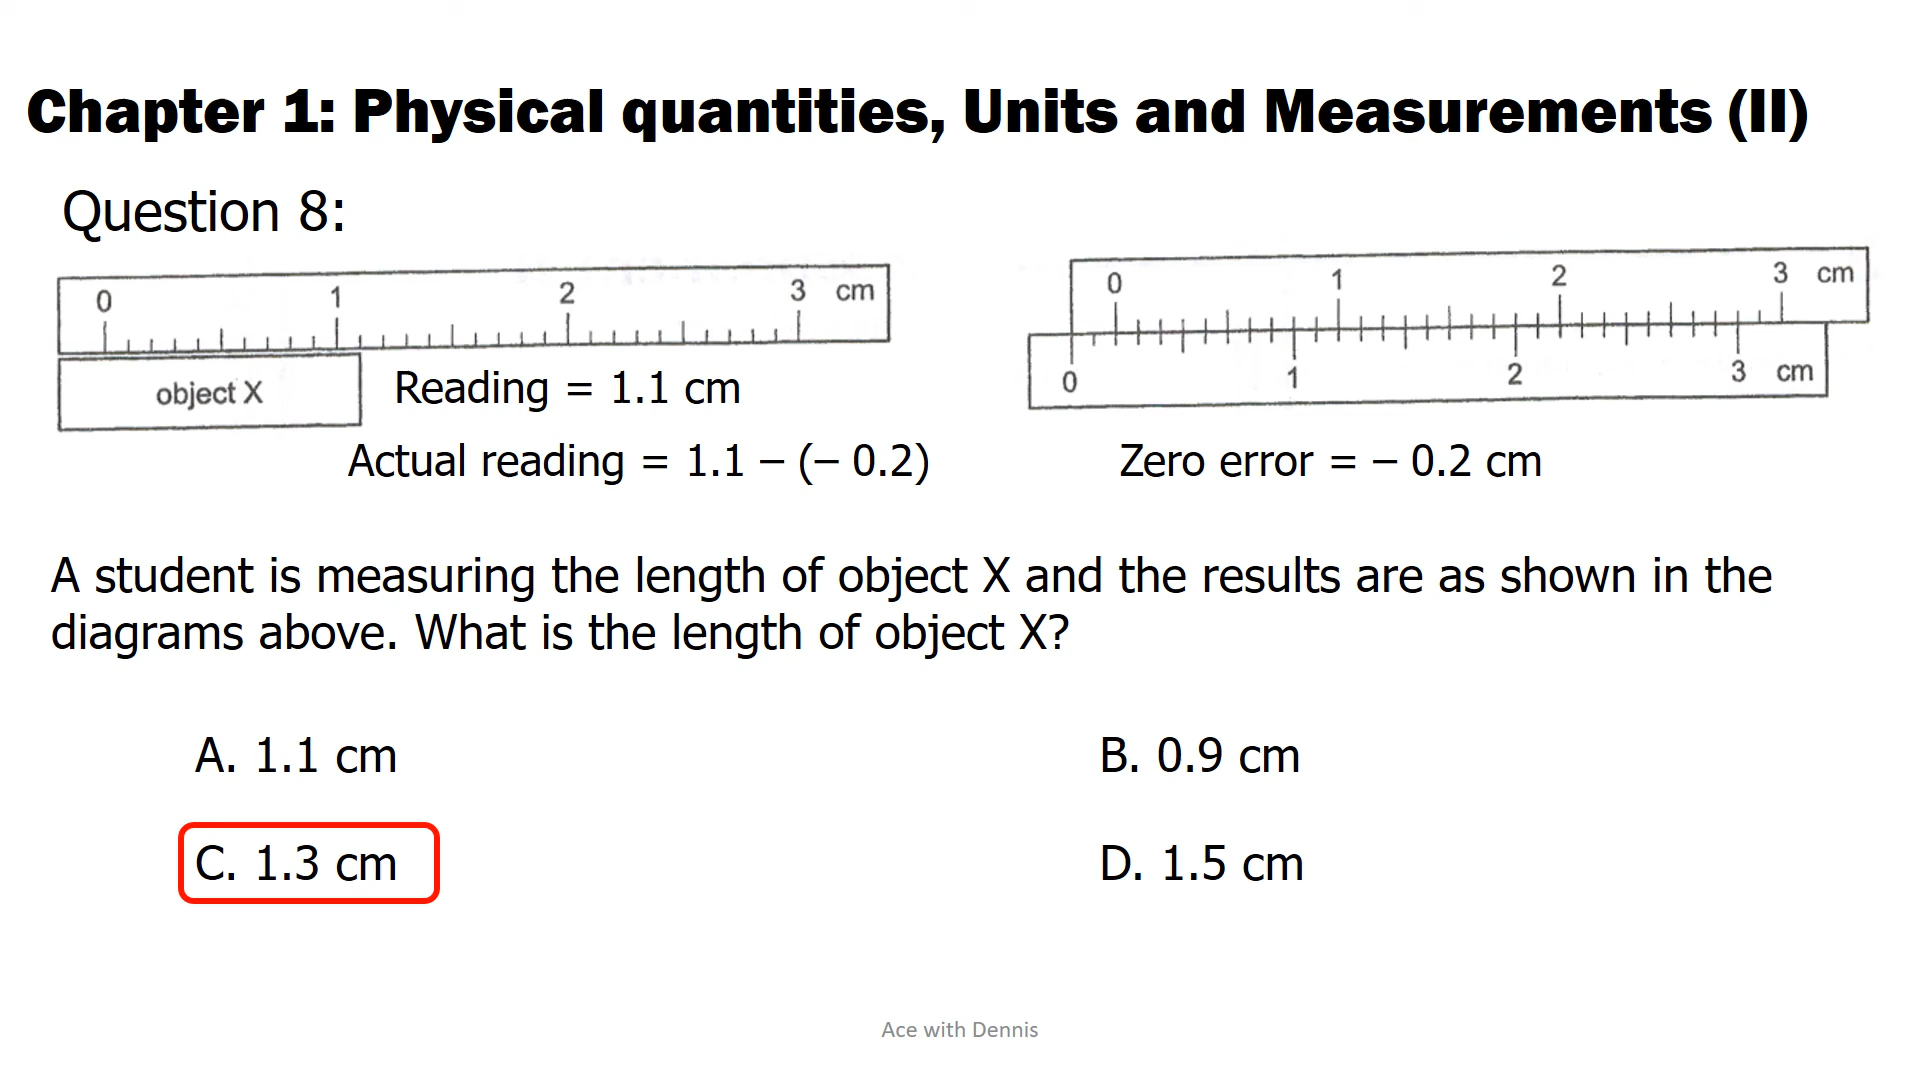 Chapter 1: Physical quantities, Units and Measurements (II)
Question 8:
0 1 2 3 cm
object X
Reading = 1.1 cm
Actual reading = 1.1 – (– 0.2)
0 1 2 3 cm
0 1 2 3 cm
Zero error = – 0.2 cm
A student is measuring the length of object X and the results are as shown in the
diagrams above. What is the length of object X?
A. 1.1 cm
B. 0.9 cm
C. 1.3 cm
D. 1.5 cm
Ace with Dennis